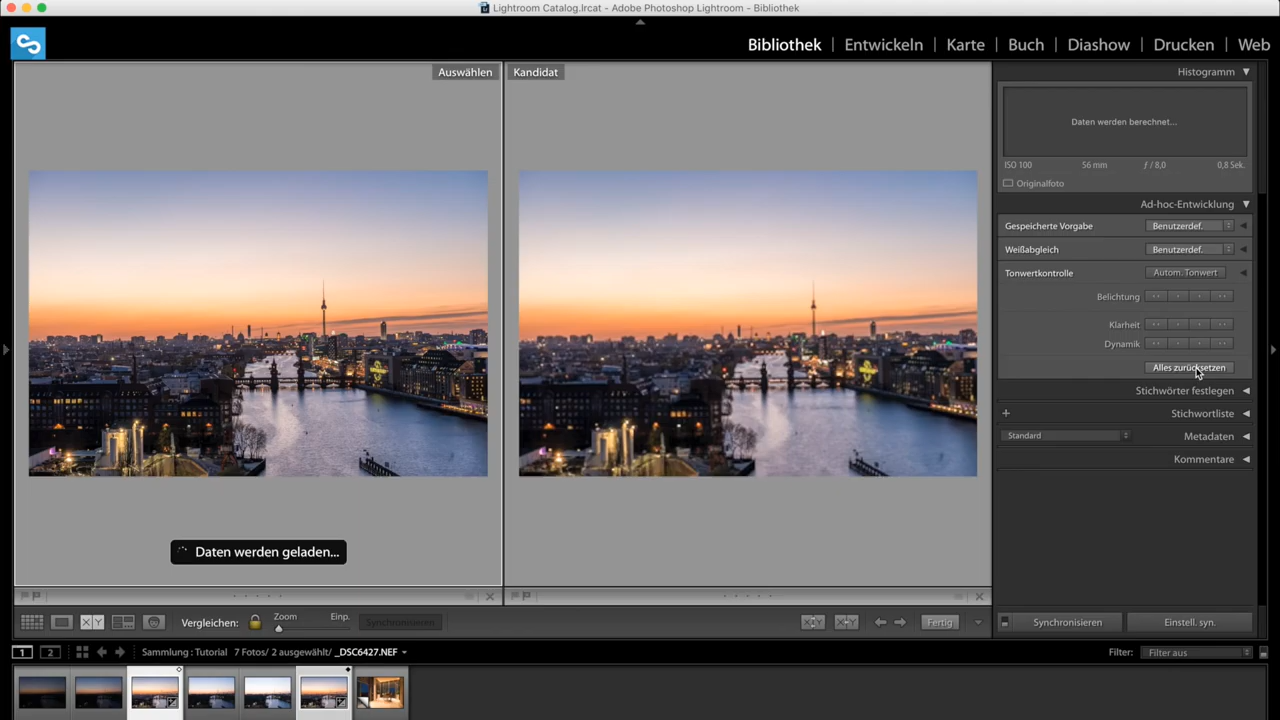 Lightroom Catalog.lrcat - Adobe Photoshop Lightroom - Bibliothek
Bibliothek | Entwickeln | Karte | Buch | Diashow | Drucken | Web
Auswählen
Kandidat
Histogramm
Daten werden berechnet...
ISO 100 56 mm ƒ / 8,0 0,8 Sek.
Originalfoto
Ad-hoc-Entwicklung
Gespeicherte Vorgabe Benutzerdef.
Weißabgleich Benutzerdef.
Tonwertkontrolle Autom. Tonwert
Belichtung
Klarheit
Dynamik
Alles zurücksetzen
Stichwörter festlegen
+ Stichwortliste
Standard Metadaten
Kommentare
Daten werden geladen...
X Y Vergleichen: Zoom Einp. Synchronisieren
X Y X Y Fertig
Synchronisieren Einstell. syn.
1 2 Sammlung : Tutorial 7 Fotos/ 2 ausgewählt/ _DSC6427.NEF Filter: Filter aus